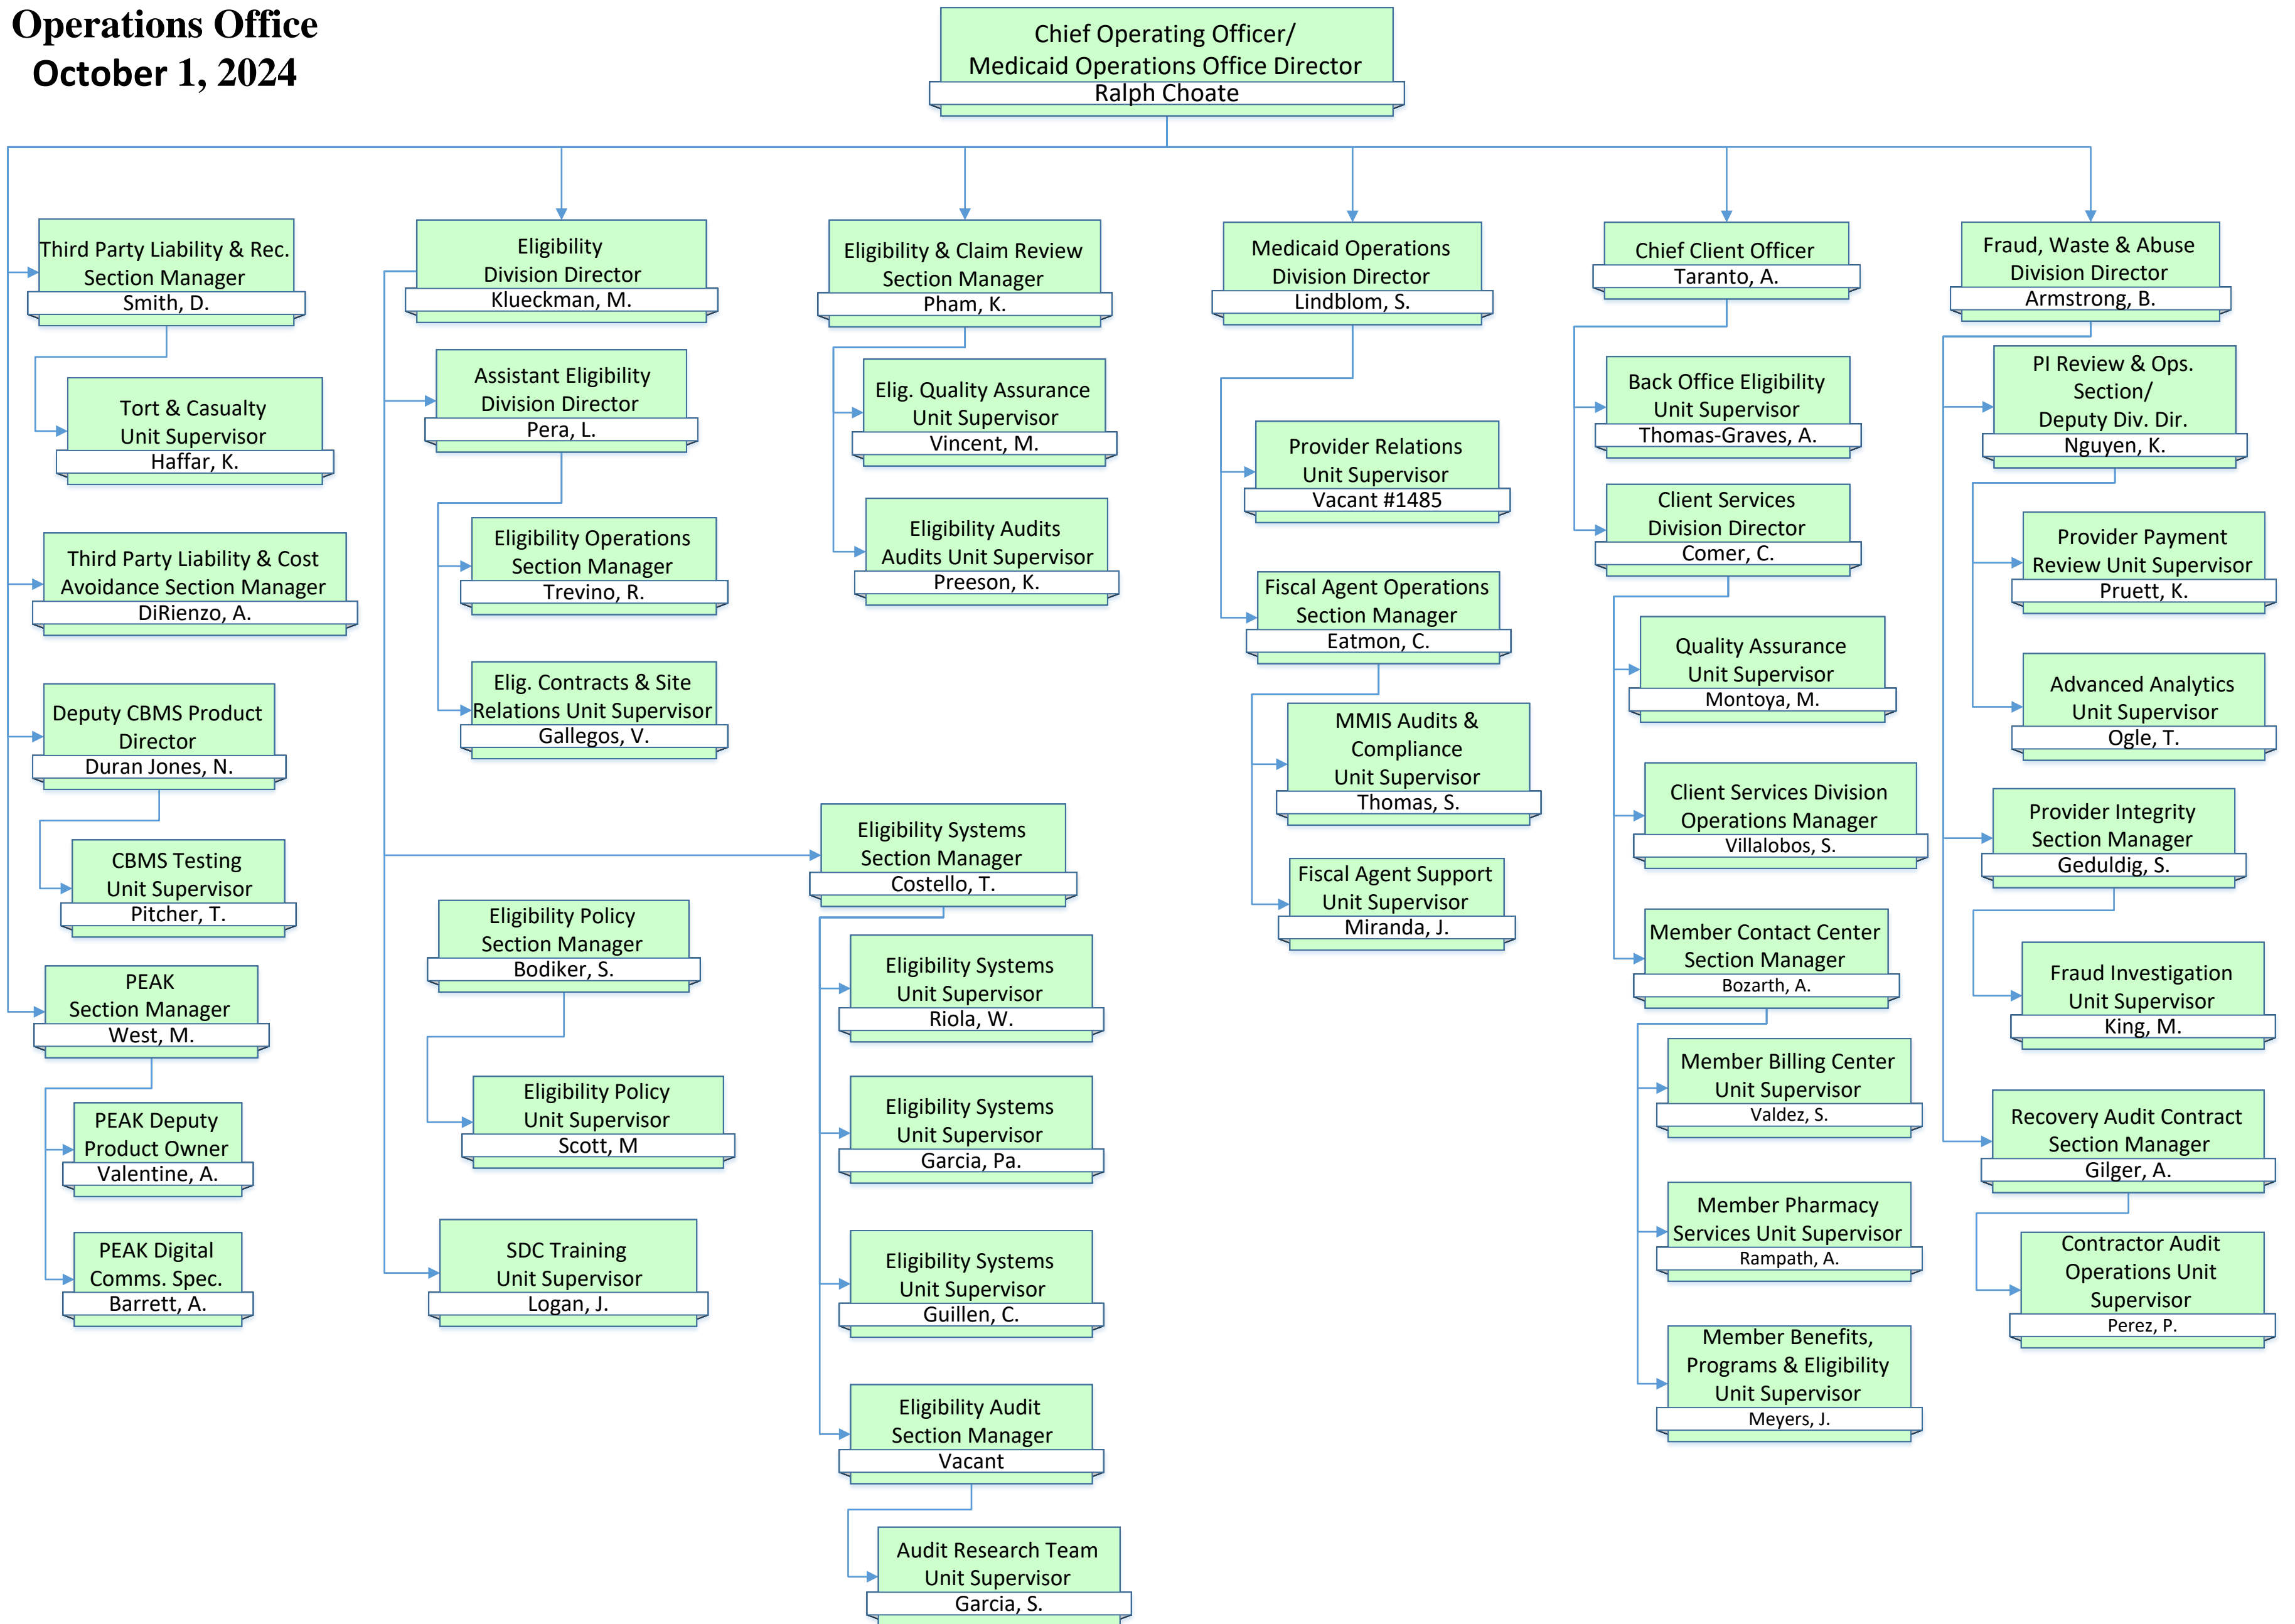 Operations Office
October 1, 2024
Chief Operating Officer/
Medicaid Operations Office Director
Ralph Choate
Third Party Liability & Rec.
Section Manager
Smith, D.
Tort & Casualty
Unit Supervisor
Haffar, K.
Third Party Liability & Cost
Avoidance Section Manager
DiRienzo, A.
Deputy CBMS Product
Director
Duran Jones, N.
CBMS Testing
Unit Supervisor
Pitcher, T.
PEAK
Section Manager
West, M.
PEAK Deputy
Product Owner
Valentine, A.
PEAK Digital
Comms. Spec.
Barrett, A.
Eligibility
Division Director
Klueckman, M.
Assistant Eligibility
Division Director
Pera, L.
Eligibility Operations
Section Manager
Trevino, R.
Elig. Contracts & Site
Relations Unit Supervisor
Gallegos, V.
Eligibility Policy
Section Manager
Bodiker, S.
Eligibility Policy
Unit Supervisor
Scott, M
SDC Training
Unit Supervisor
Logan, J.
Eligibility & Claim Review
Section Manager
Pham, K.
Elig. Quality Assurance
Unit Supervisor
Vincent, M.
Eligibility Audits
Audits Unit Supervisor
Preeson, K.
Eligibility Systems
Section Manager
Costello, T.
Eligibility Systems
Unit Supervisor
Riola, W.
Eligibility Systems
Unit Supervisor
Garcia, Pa.
Eligibility Systems
Unit Supervisor
Guillen, C.
Eligibility Audit
Section Manager
Vacant
Audit Research Team
Unit Supervisor
Garcia, S.
Medicaid Operations
Division Director
Lindblom, S.
Provider Relations
Unit Supervisor
Vacant #1485
Fiscal Agent Operations
Section Manager
Eatmon, C.
MMIS Audits &
Compliance
Unit Supervisor
Thomas, S.
Fiscal Agent Support
Unit Supervisor
Miranda, J.
Chief Client Officer
Taranto, A.
Back Office Eligibility
Unit Supervisor
Thomas-Graves, A.
Client Services
Division Director
Comer, C.
Quality Assurance
Unit Supervisor
Montoya, M.
Client Services Division
Operations Manager
Villalobos, S.
Member Contact Center
Section Manager
Bozarth, A.
Member Billing Center
Unit Supervisor
Valdez, S.
Member Pharmacy
Services Unit Supervisor
Rampath, A.
Member Benefits,
Programs & Eligibility
Unit Supervisor
Meyers, J.
Fraud, Waste & Abuse
Division Director
Armstrong, B.
PI Review & Ops.
Section/
Deputy Div. Dir.
Nguyen, K.
Provider Payment
Review Unit Supervisor
Pruett, K.
Advanced Analytics
Unit Supervisor
Ogle, T.
Provider Integrity
Section Manager
Geduldig, S.
Fraud Investigation
Unit Supervisor
King, M.
Recovery Audit Contract
Section Manager
Gilger, A.
Contractor Audit
Operations Unit
Supervisor
Perez, P.